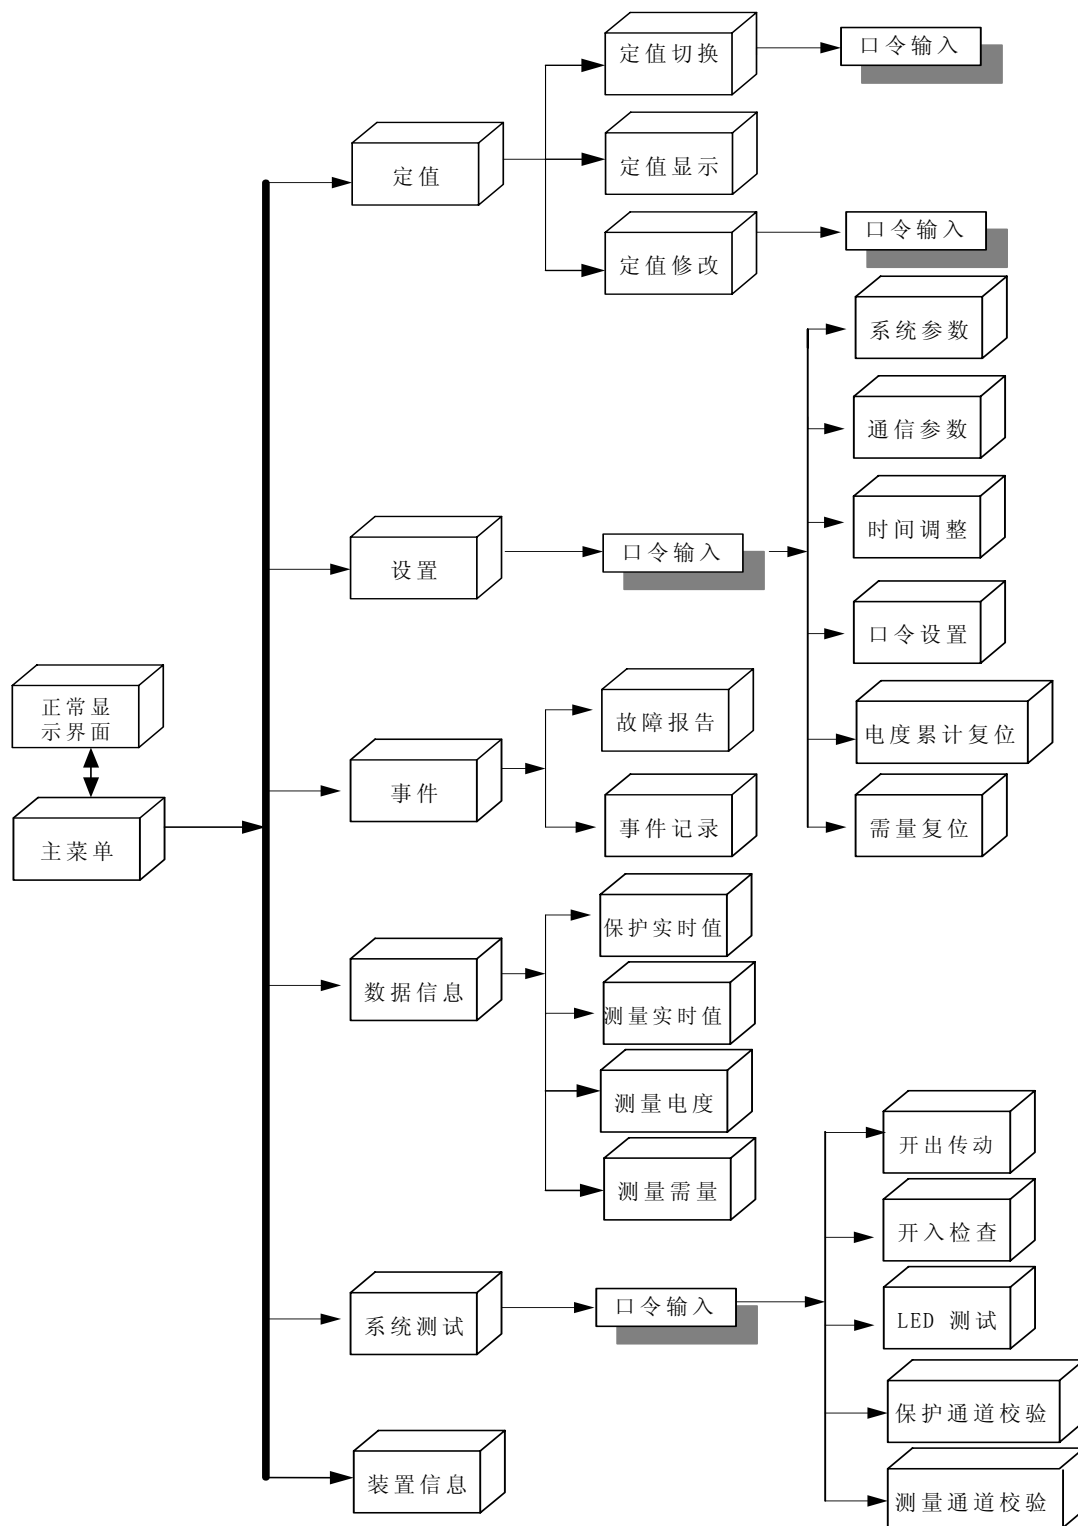 定值切换
口令输入
定值
定值显示
定值修改
口令输入
系统参数
通信参数
时间调整
设置
口令输入
口令设置
正常显
示界面
故障报告
电度累计复位
事件
主菜单
事件记录
需量复位
保护实时值
数据信息
测量实时值
测量电度
开出传动
测量需量
开入检查
系统测试
口令输入
LED 测试
保护通道校验
装置信息
测量通道校验